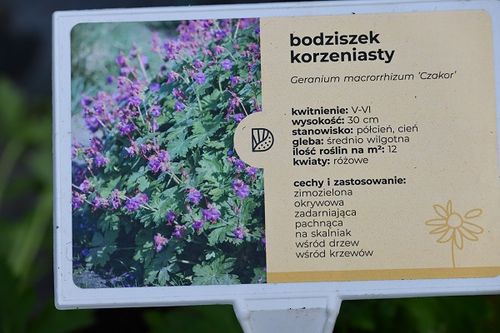 bodziszek
korzeniasty
Geranium macrorrhizum 'Czakor'
kwitnienie: V-VI
wysokość: 30 cm
stanowisko: półcień, cień
gleba: średnio wilgotna
ilość roślin na m²: 12
kwiaty: różowe
cechy i zastosowanie:
zimozielona
okrywowa
zadarniająca
pachnąca
na skalniak
wśród drzew
wśród krzewów